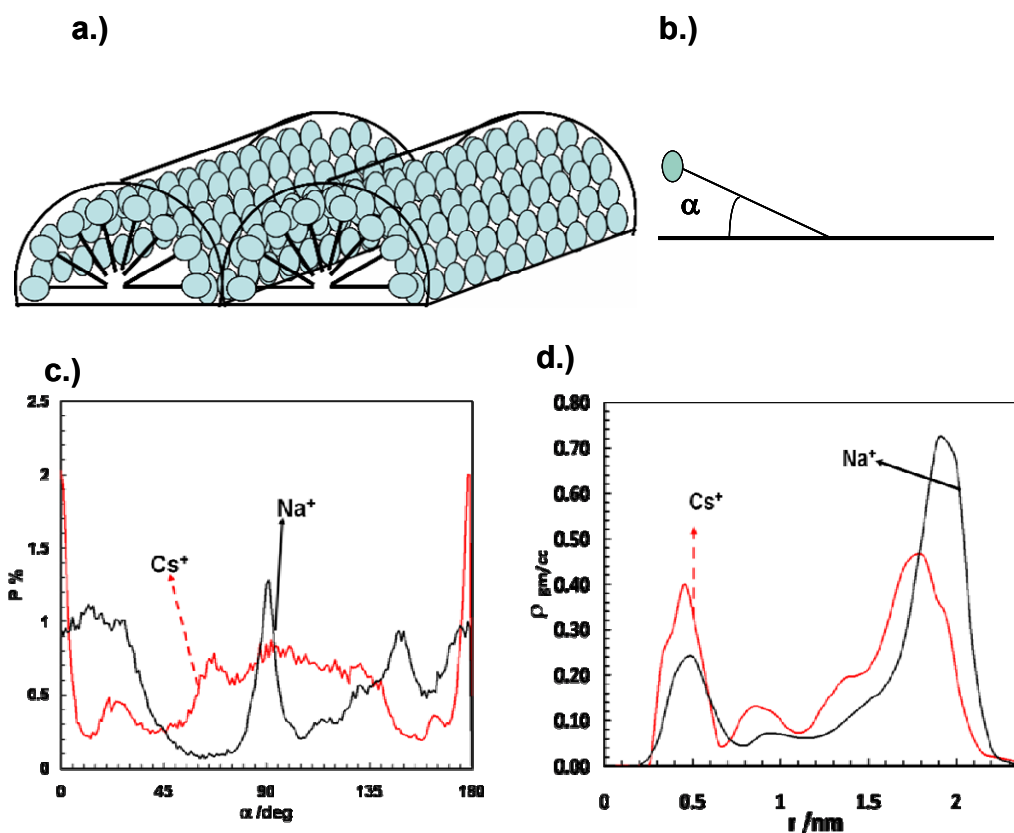 a.)
b.)
α
c.)
P %
2.5
2
1.5
1
0.5
0
Na⁺
Cs⁺
0 45 90 135 180
α /deg
d.)
ρ gm/cc
0.80
0.70
0.60
0.50
0.40
0.30
0.20
0.10
0.00
Na⁺
Cs⁺
0 0.5 1 1.5 2
r /nm